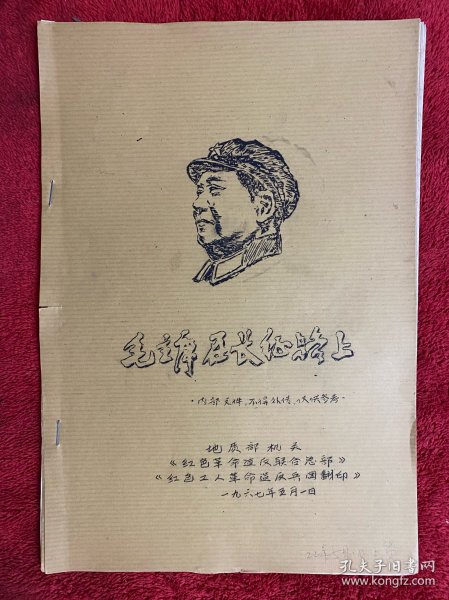 毛主席在长征路上
·内部文件、不得外传、仅供参考·
地质部机关
《红色革命造反联合总部》
《红色工人革命造反兵团翻印》
一九六七年五月一日
孔夫子旧书网
www.kongfz.com